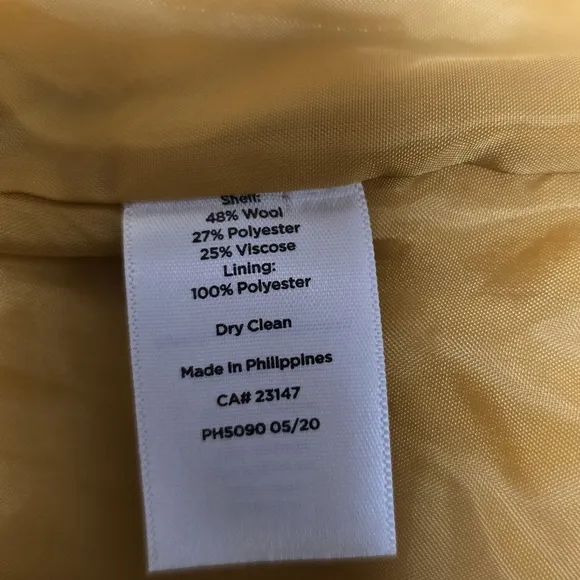 Shell:
48% Wool
27% Polyester
25% Viscose
Lining:
100% Polyester
Dry Clean
Made In Philippines
CA# 23147
PH5090 05/20